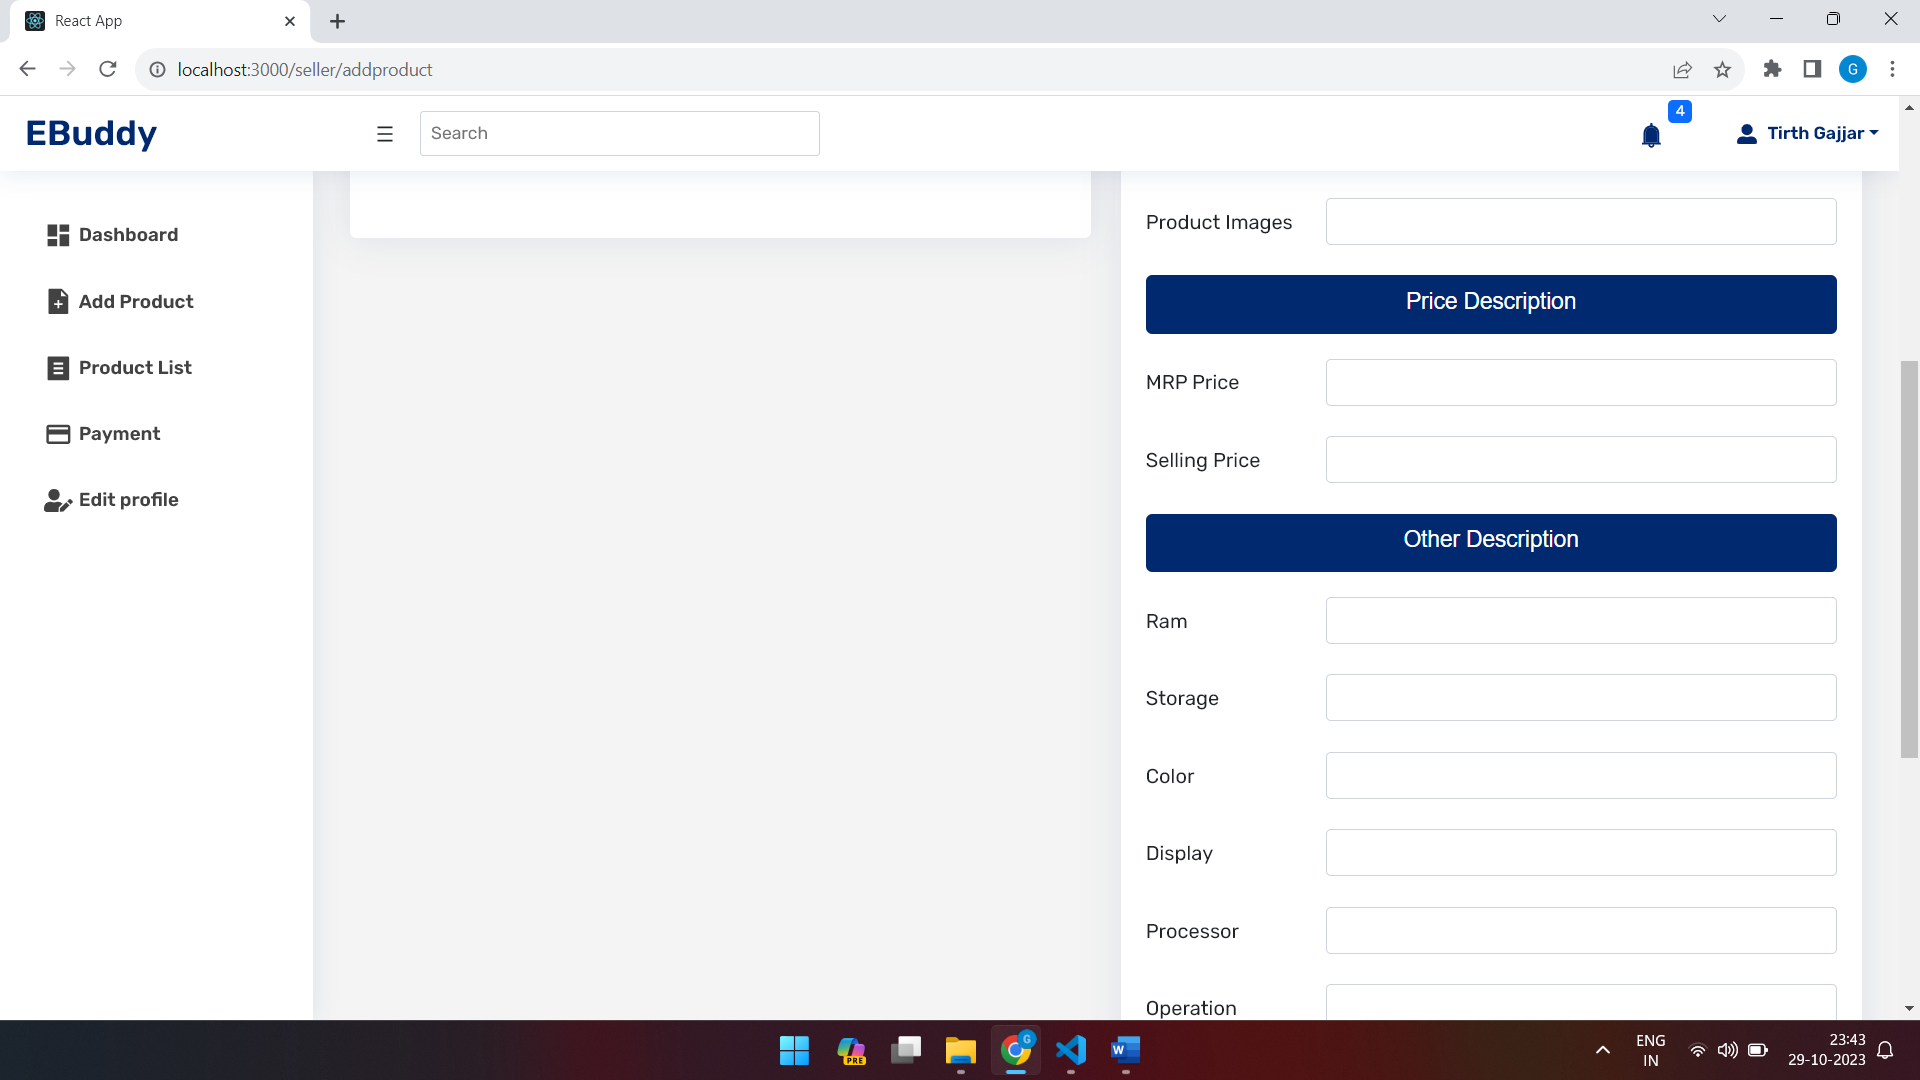 React App
localhost:3000/seller/addproduct
G
EBuddy
Search
4
Tirth Gajjar
Dashboard
Add Product
Product List
Payment
Edit profile
Product Images
Price Description
MRP Price
Selling Price
Other Description
Ram
Storage
Color
Display
Processor
Operation
PRE
G
W
ENG
IN
23:43
29-10-2023